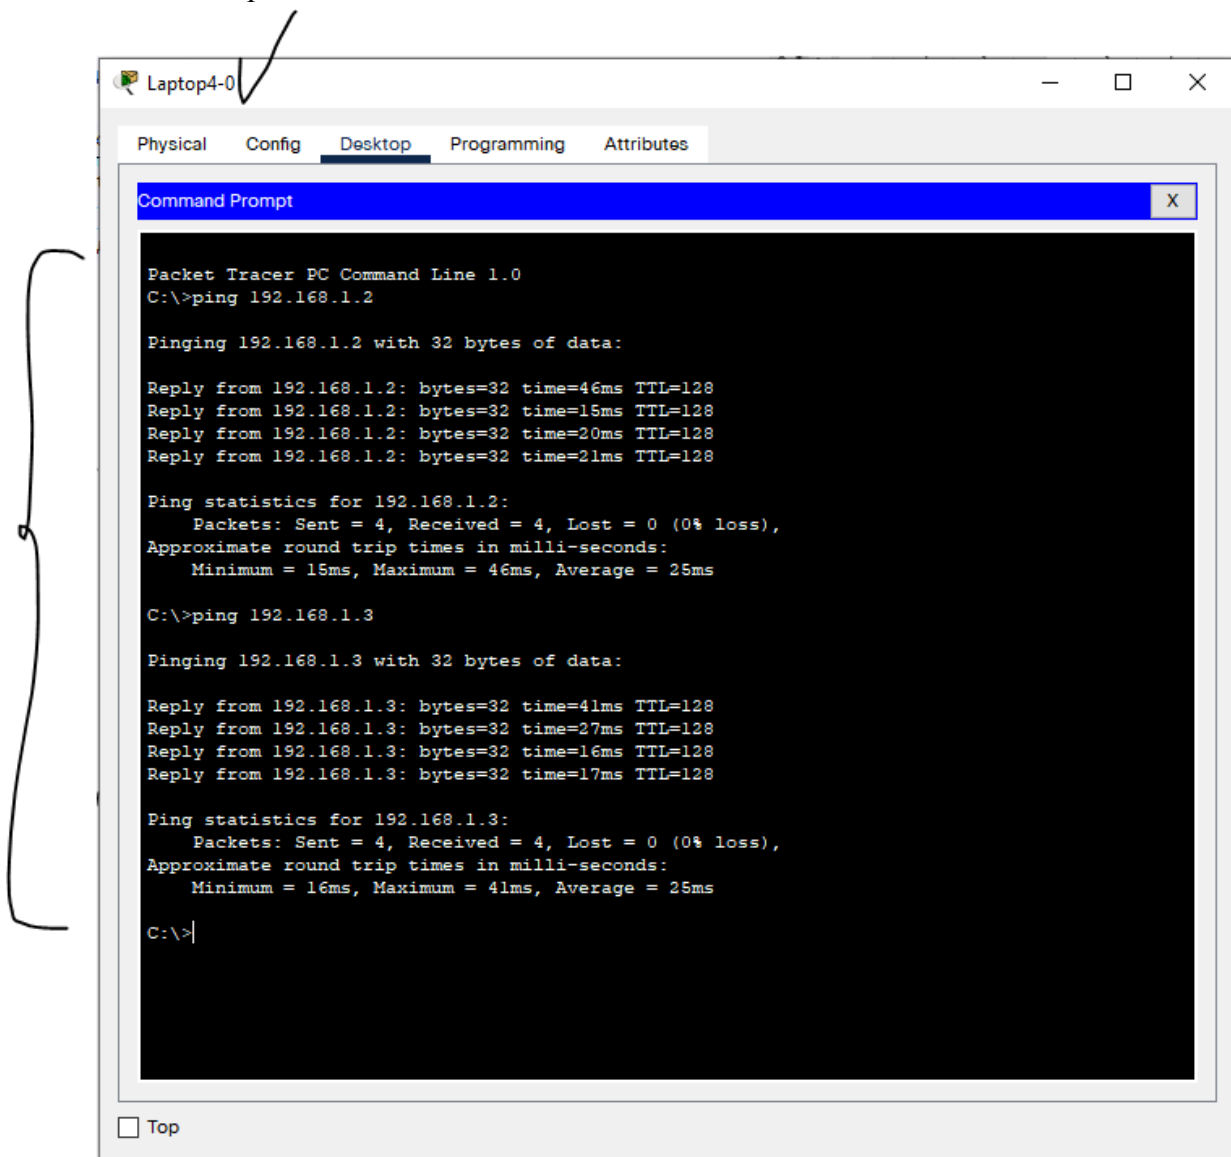 Laptop4-0
Physical Config Desktop Programming Attributes
Command Prompt X
Packet Tracer PC Command Line 1.0
C:\>ping 192.168.1.2
Pinging 192.168.1.2 with 32 bytes of data:
Reply from 192.168.1.2: bytes=32 time=46ms TTL=128
Reply from 192.168.1.2: bytes=32 time=15ms TTL=128
Reply from 192.168.1.2: bytes=32 time=20ms TTL=128
Reply from 192.168.1.2: bytes=32 time=21ms TTL=128
Ping statistics for 192.168.1.2:
Packets: Sent = 4, Received = 4, Lost = 0 (0% loss),
Approximate round trip times in milli-seconds:
Minimum = 15ms, Maximum = 46ms, Average = 25ms
C:\>ping 192.168.1.3
Pinging 192.168.1.3 with 32 bytes of data:
Reply from 192.168.1.3: bytes=32 time=41ms TTL=128
Reply from 192.168.1.3: bytes=32 time=27ms TTL=128
Reply from 192.168.1.3: bytes=32 time=16ms TTL=128
Reply from 192.168.1.3: bytes=32 time=17ms TTL=128
Ping statistics for 192.168.1.3:
Packets: Sent = 4, Received = 4, Lost = 0 (0% loss),
Approximate round trip times in milli-seconds:
Minimum = 16ms, Maximum = 41ms, Average = 25ms
C:\>
Top